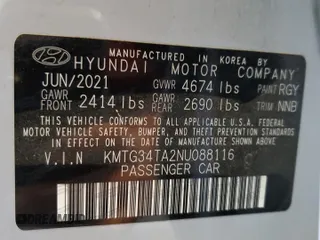 MANUFACTURED IN KOREA BY
HYUNDAI MOTOR COMPANY
JUN/2021 GVWR 4674 lbs PAINT RGY
GAWR FRONT 2414 lbs GAWR REAR 2690 lbs TRIM NNB
THIS VEHICLE CONFORMS TO ALL APPLICABLE U.S.A FEDERAL
MOTOR VEHICLE SAFETY, BUMPER, AND THEFT PREVENTION
STANDARDS IN EFFECT ON THE DATE OF MANUFACTURE
SHOWN ABOVE
V.I.N KMTG34TA2NU088116
PASSENGER CAR
DREAMBID